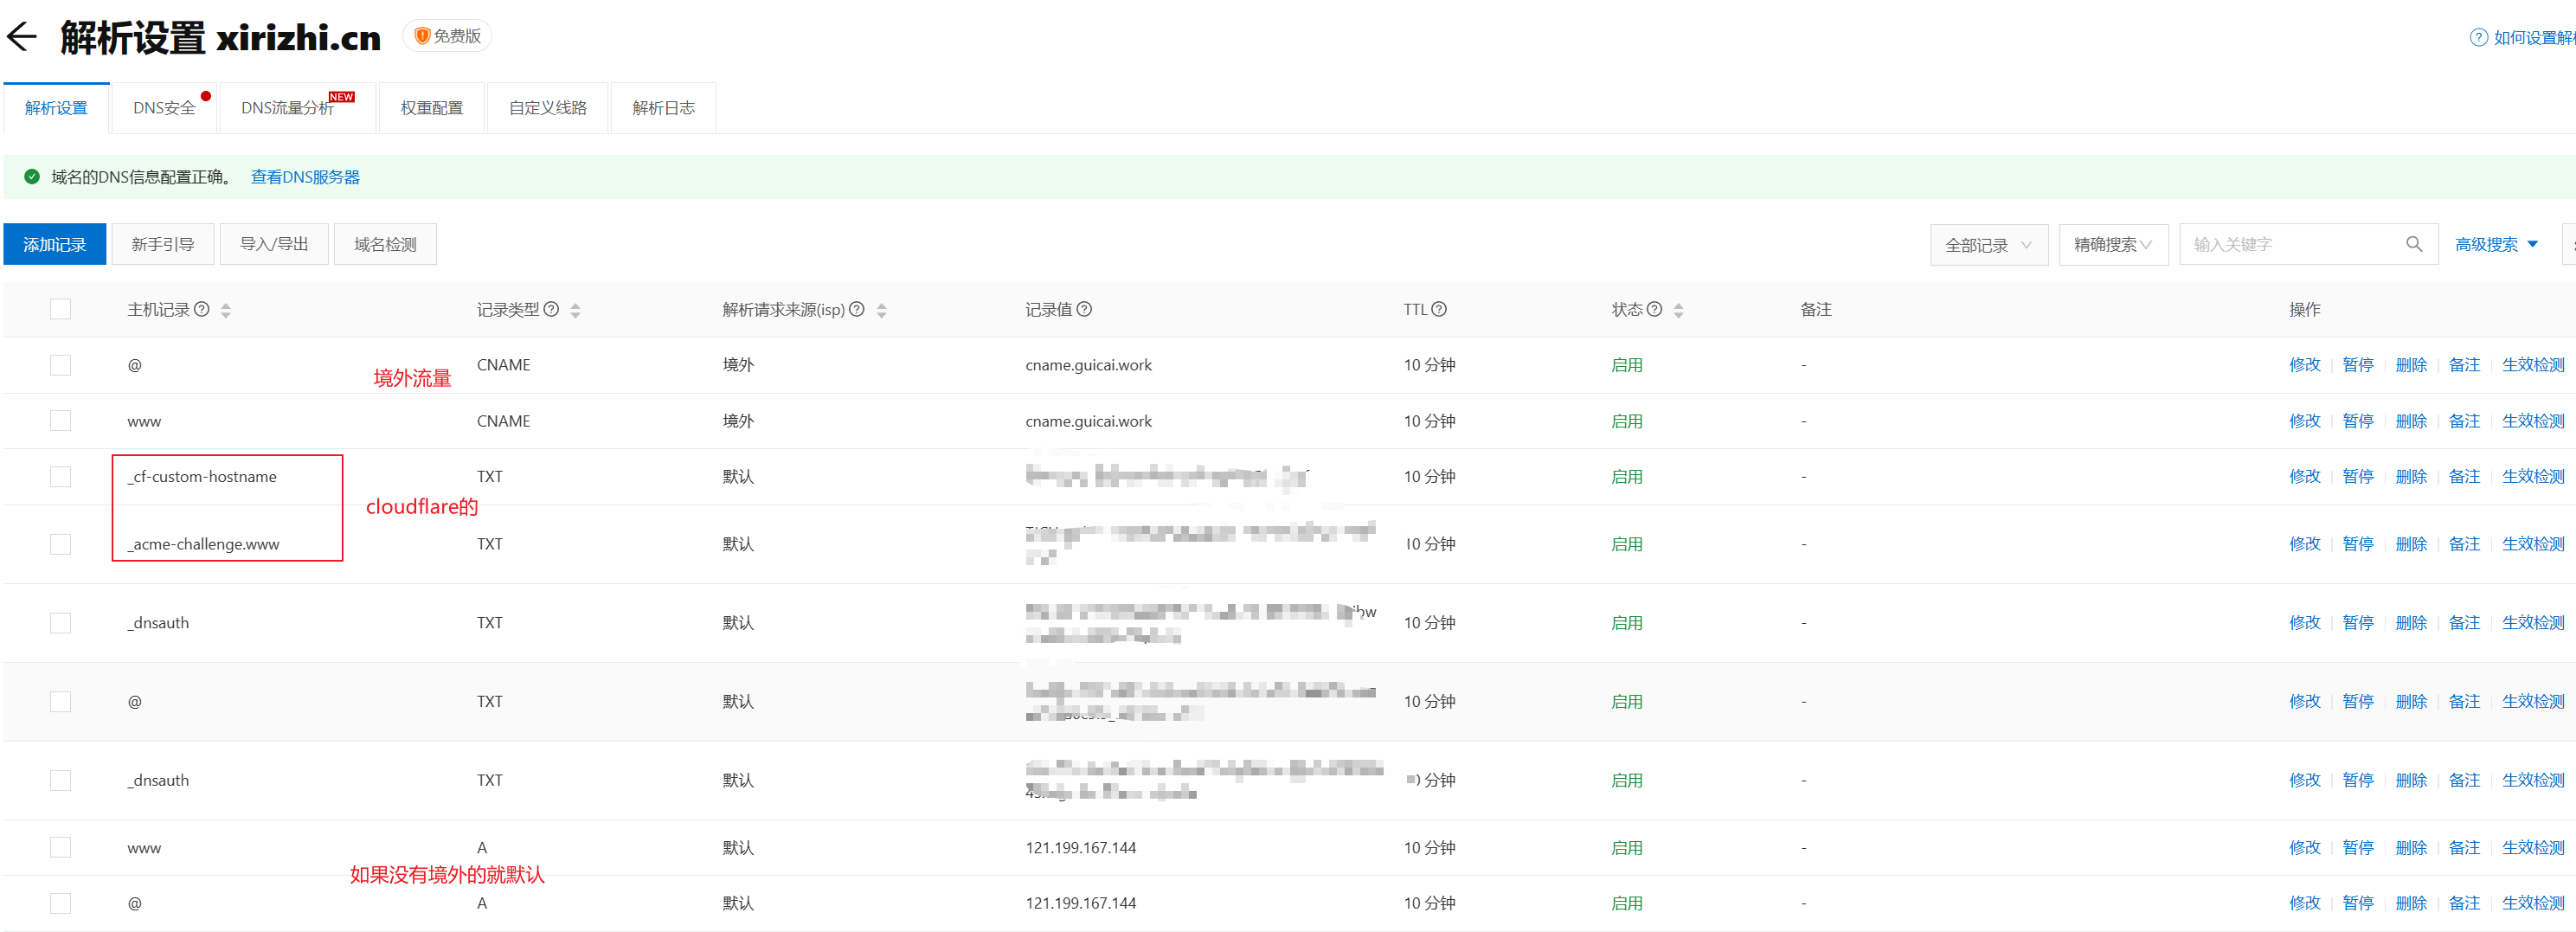 解析设置 xirizhi.cn 免费版
如何设置解析
解析设置 DNS安全 DNS流量分析 NEW 权重配置 自定义线路 解析日志
域名的DNS信息配置正确。 查看DNS服务器
添加记录 新手引导 导入/导出 域名检测 全部记录 精确搜索 输入关键字 高级搜索
主机记录 记录类型 解析请求来源(isp) 记录值 TTL 状态 备注 操作
@ CNAME 境外 cname.guicai.work 10 分钟 启用 - 修改 暂停 删除 备注 生效检测
境外流量
www CNAME 境外 cname.guicai.work 10 分钟 启用 - 修改 暂停 删除 备注 生效检测
_cf-custom-hostname TXT 默认 10 分钟 启用 - 修改 暂停 删除 备注 生效检测
cloudflare的
_acme-challenge.www TXT 默认 10 分钟 启用 - 修改 暂停 删除 备注 生效检测
_dnsauth TXT 默认 10 分钟 启用 - 修改 暂停 删除 备注 生效检测
@ TXT 默认 10 分钟 启用 - 修改 暂停 删除 备注 生效检测
_dnsauth TXT 默认 分钟 启用 - 修改 暂停 删除 备注 生效检测
www A 默认 121.199.167.144 10 分钟 启用 - 修改 暂停 删除 备注 生效检测
如果没有境外的就默认
@ A 默认 121.199.167.144 10 分钟 启用 - 修改 暂停 删除 备注 生效检测